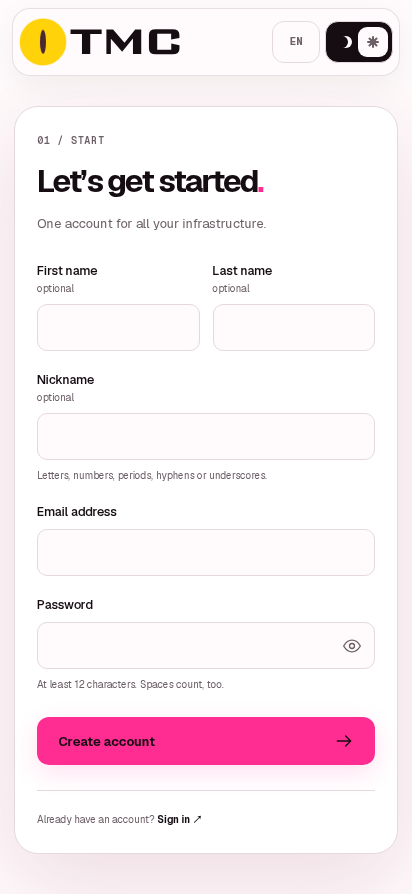 TMC
EN
01 / START
Let's get started.
One account for all your infrastructure.
First name
optional
Last name
optional
Nickname
optional
Letters, numbers, periods, hyphens or underscores.
Email address
Password
At least 12 characters. Spaces count, too.
Create account →
Already have an account? Sign in ↗